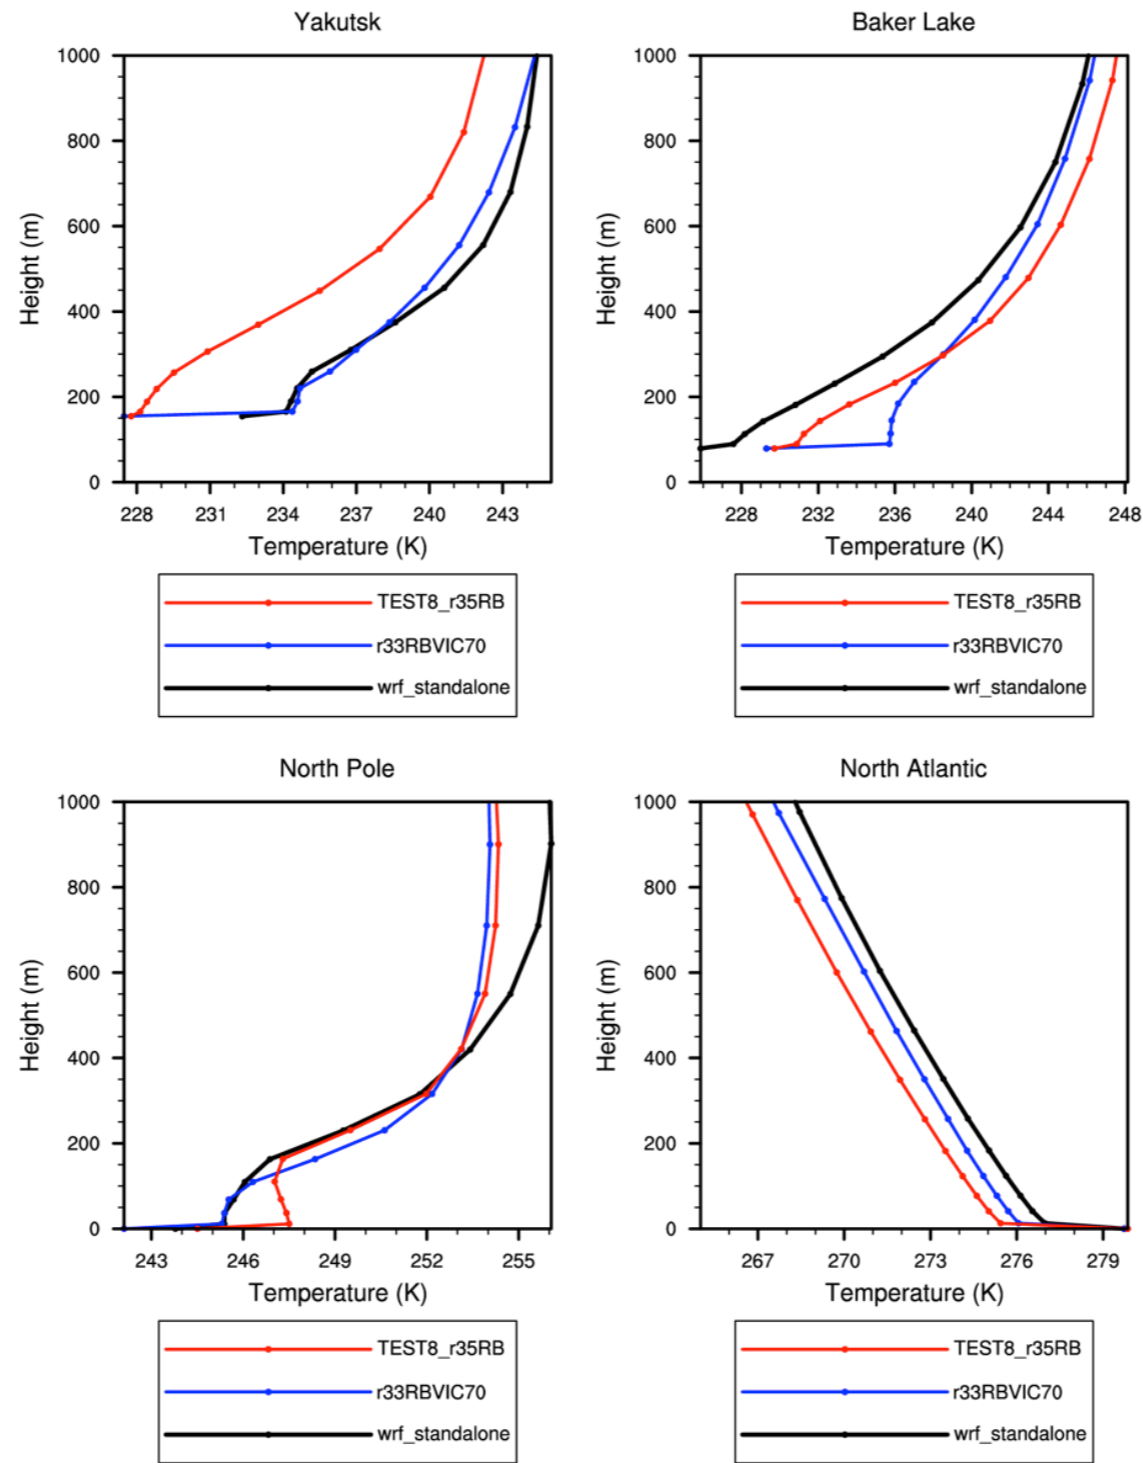 Yakutsk
1000
800
600
400
200
0
Height (m)
228 231 234 237 240 243
Temperature (K)
TEST8_r35RB
r33RBVIC70
wrf_standalone
Baker Lake
1000
800
600
400
200
0
Height (m)
228 232 236 240 244 248
Temperature (K)
TEST8_r35RB
r33RBVIC70
wrf_standalone
North Pole
1000
800
600
400
200
0
Height (m)
243 246 249 252 255
Temperature (K)
TEST8_r35RB
r33RBVIC70
wrf_standalone
North Atlantic
1000
800
600
400
200
0
Height (m)
267 270 273 276 279
Temperature (K)
TEST8_r35RB
r33RBVIC70
wrf_standalone